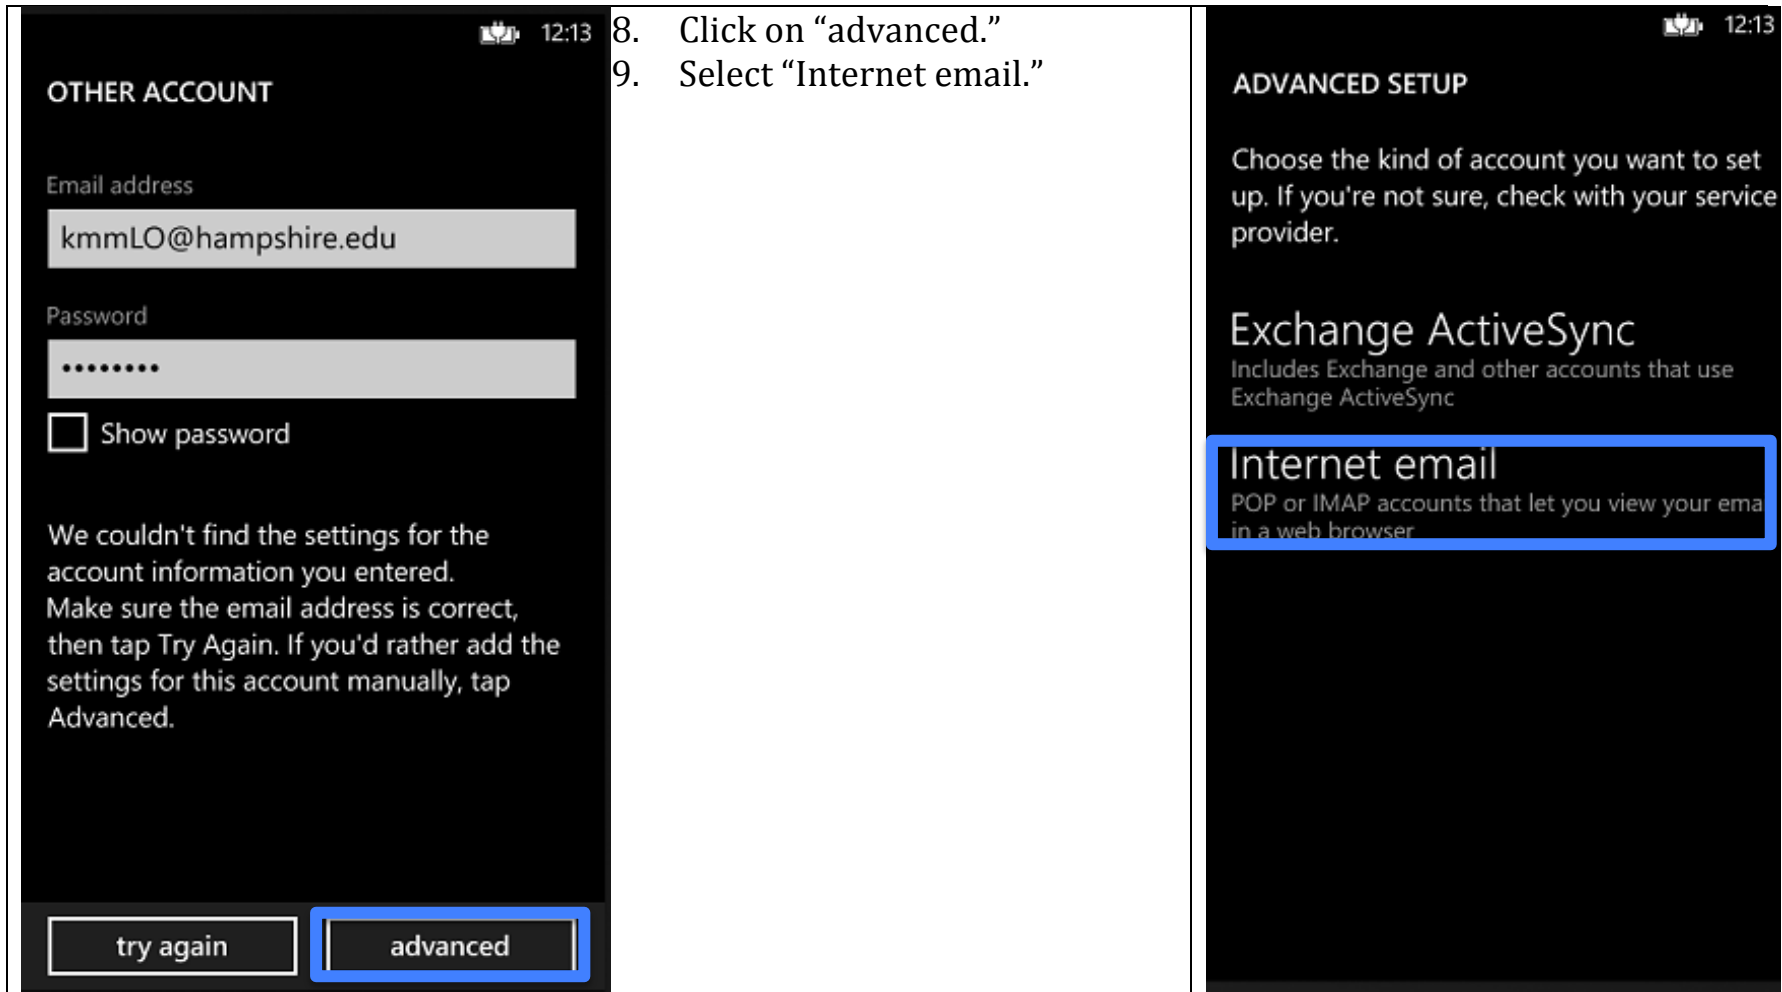 12:13
OTHER ACCOUNT
Email address
kmmLO@hampshire.edu
Password
••••••••
Show password
We couldn't find the settings for the
account information you entered.
Make sure the email address is correct,
then tap Try Again. If you'd rather add the
settings for this account manually, tap
Advanced.
try again
advanced
8. Click on “advanced.”
9. Select “Internet email.”
12:13
ADVANCED SETUP
Choose the kind of account you want to set
up. If you're not sure, check with your service
provider.
Exchange ActiveSync
Includes Exchange and other accounts that use
Exchange ActiveSync
Internet email
POP or IMAP accounts that let you view your ema
in a web browser